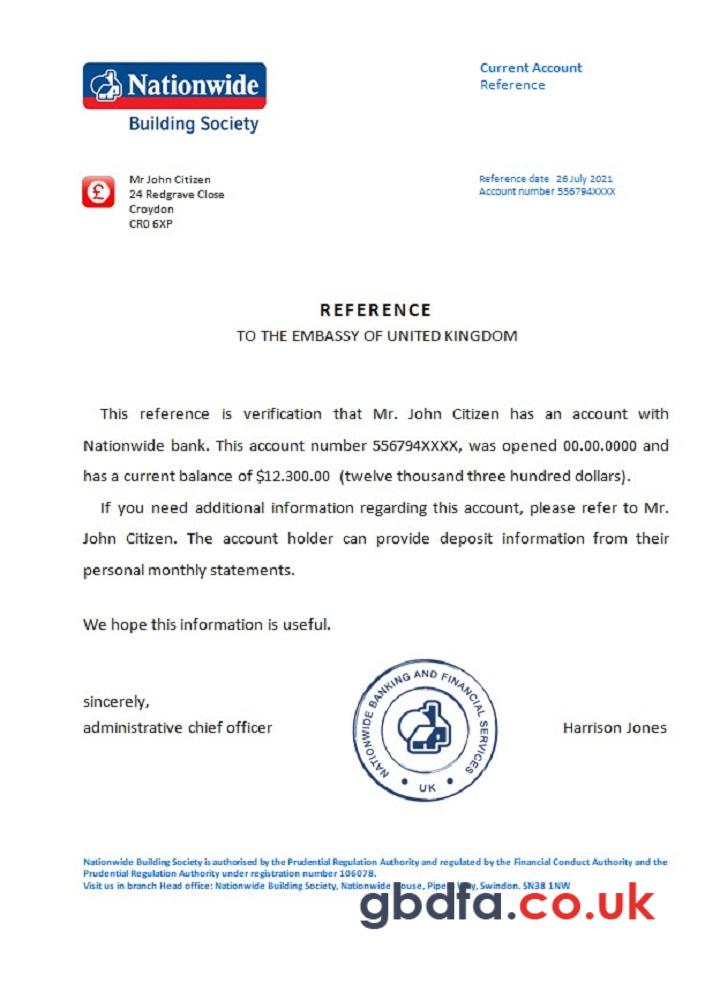 Nationwide
Building Society
Current Account
Reference
Mr John Citizen
24 Redgrave Close
Croydon
CR0 6XP
£
Reference date 26 July 2021
Account number 556794XXXX
REFERENCE
TO THE EMBASSY OF UNITED KINGDOM
This reference is verification that Mr. John Citizen has an account with
Nationwide bank. This account number 556794XXXX, was opened 00.00.0000 and
has a current balance of $12.300.00 (twelve thousand three hundred dollars).
If you need additional information regarding this account, please refer to Mr.
John Citizen. The account holder can provide deposit information from their
personal monthly statements.
We hope this information is useful.
sincerely,
administrative chief officer
NATIONWIDE BANKING AND FINANCIAL SERVICES
UK
Harrison Jones
Nationwide Building Society is authorised by the Prudential Regulation Authority and regulated by the Financial Conduct Authority and the
Prudential Regulation Authority under registration number 106078.
Visit us in branch Head office: Nationwide Building Society, Nationwide House, Pipers Way, Swindon. SN38 1NW
gbdfa.co.uk